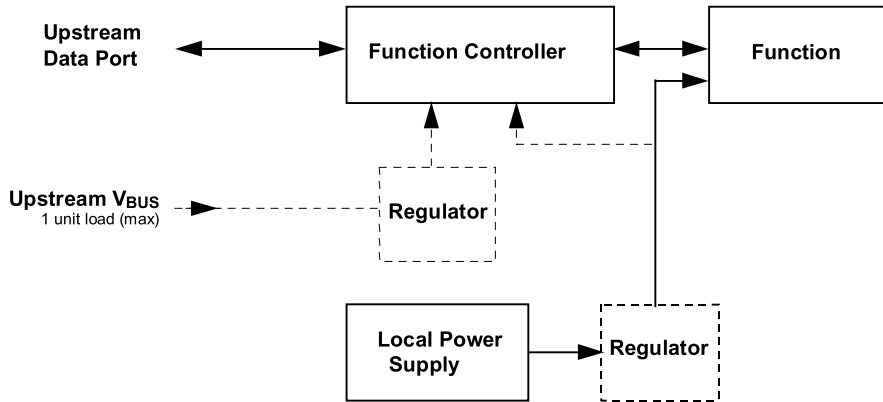 Upstream
Data Port
Function Controller
Function
Upstream VBUS
1 unit load (max)
Regulator
Local Power
Supply
Regulator